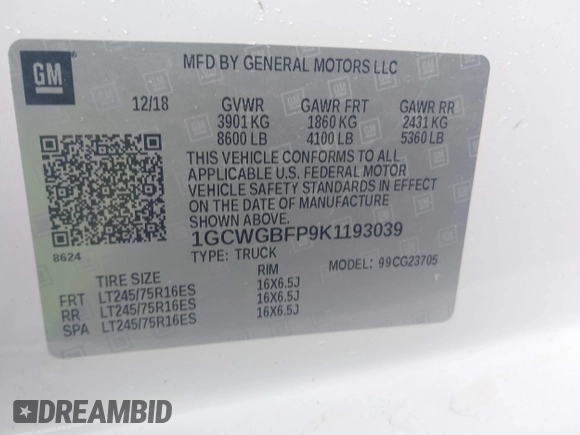 GM
MFD BY GENERAL MOTORS LLC
12/18 GVWR GAWR FRT GAWR RR
3901 KG 1860 KG 2431 KG
8600 LB 4100 LB 5360 LB
THIS VEHICLE CONFORMS TO ALL
APPLICABLE U.S. FEDERAL MOTOR
VEHICLE SAFETY STANDARDS IN EFFECT
ON THE DATE OF MANUFACTURE
SHOWN ABOVE.
8624
1GCWGBFP9K1193039
TYPE: TRUCK MODEL: 99CG23705
TIRE SIZE RIM
FRT LT245/75R16ES 16X6.5J
RR LT245/75R16ES 16X6.5J
SPA LT245/75R16ES 16X6.5J
DREAMBID